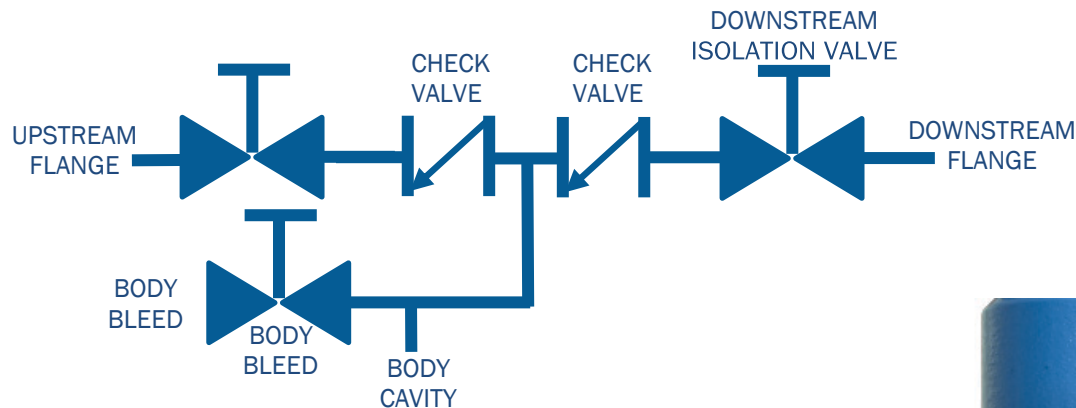 DOWNSTREAM
ISOLATION VALVE
CHECK
VALVE
CHECK
VALVE
UPSTREAM
FLANGE
DOWNSTREAM
FLANGE
BODY
BLEED
BODY
BLEED
BODY
CAVITY